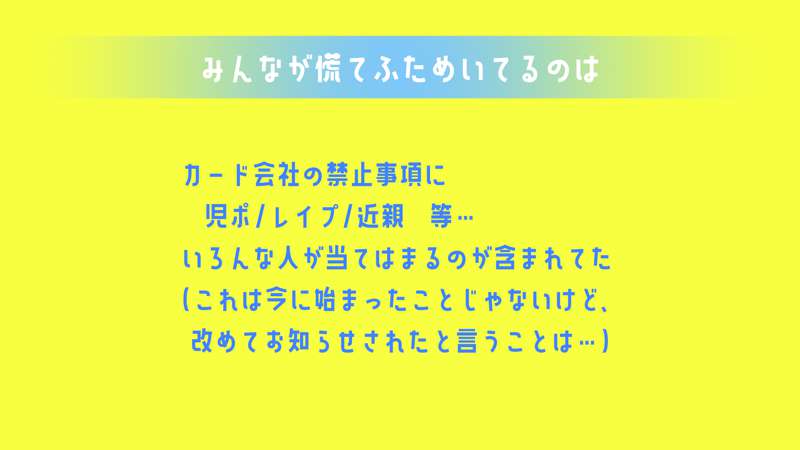 みんなが慌てふためいてるのは
カード会社の禁止事項に
児ポ/レイプ/近親　等…
いろんな人が当てはまるのが含まれてた
(これは今に始まったことじゃないけど、
改めてお知らせされたと言うことは…)